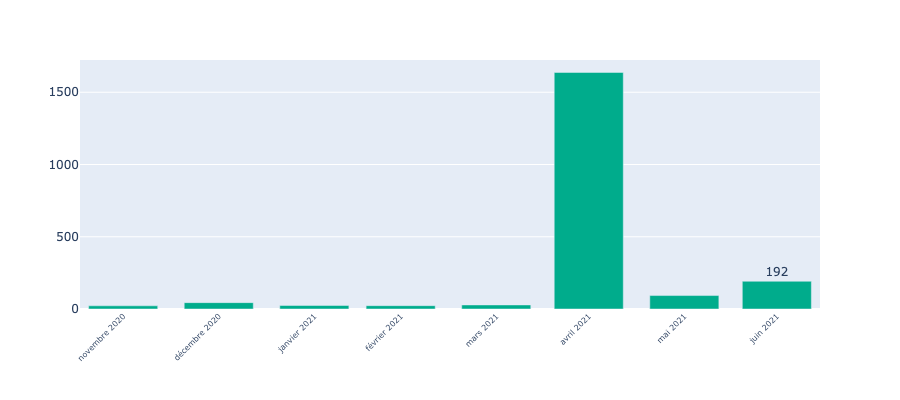 1500
1000
500
0
192
novembre 2020
décembre 2020
janvier 2021
février 2021
mars 2021
avril 2021
mai 2021
juin 2021